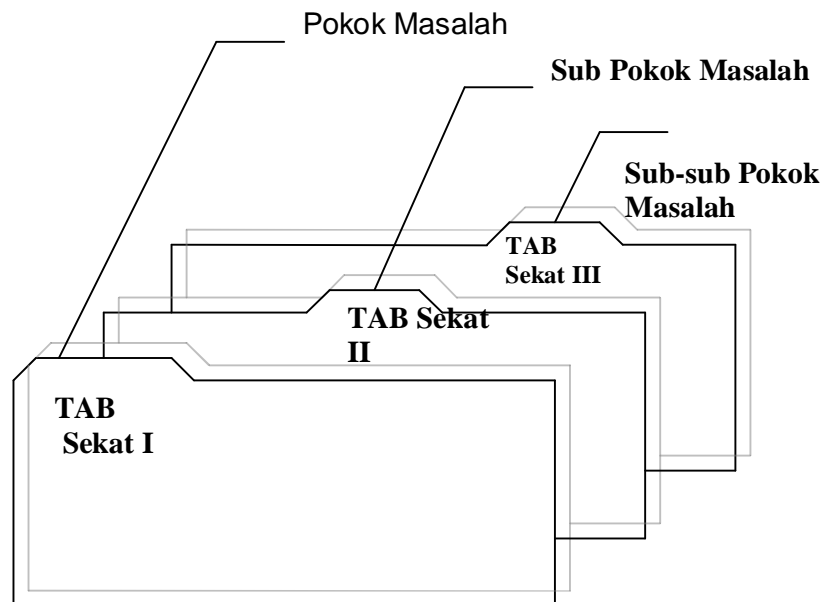 Pokok Masalah
Sub Pokok Masalah
Sub-sub Pokok
Masalah
TAB
Sekat III
TAB Sekat
II
TAB
Sekat I